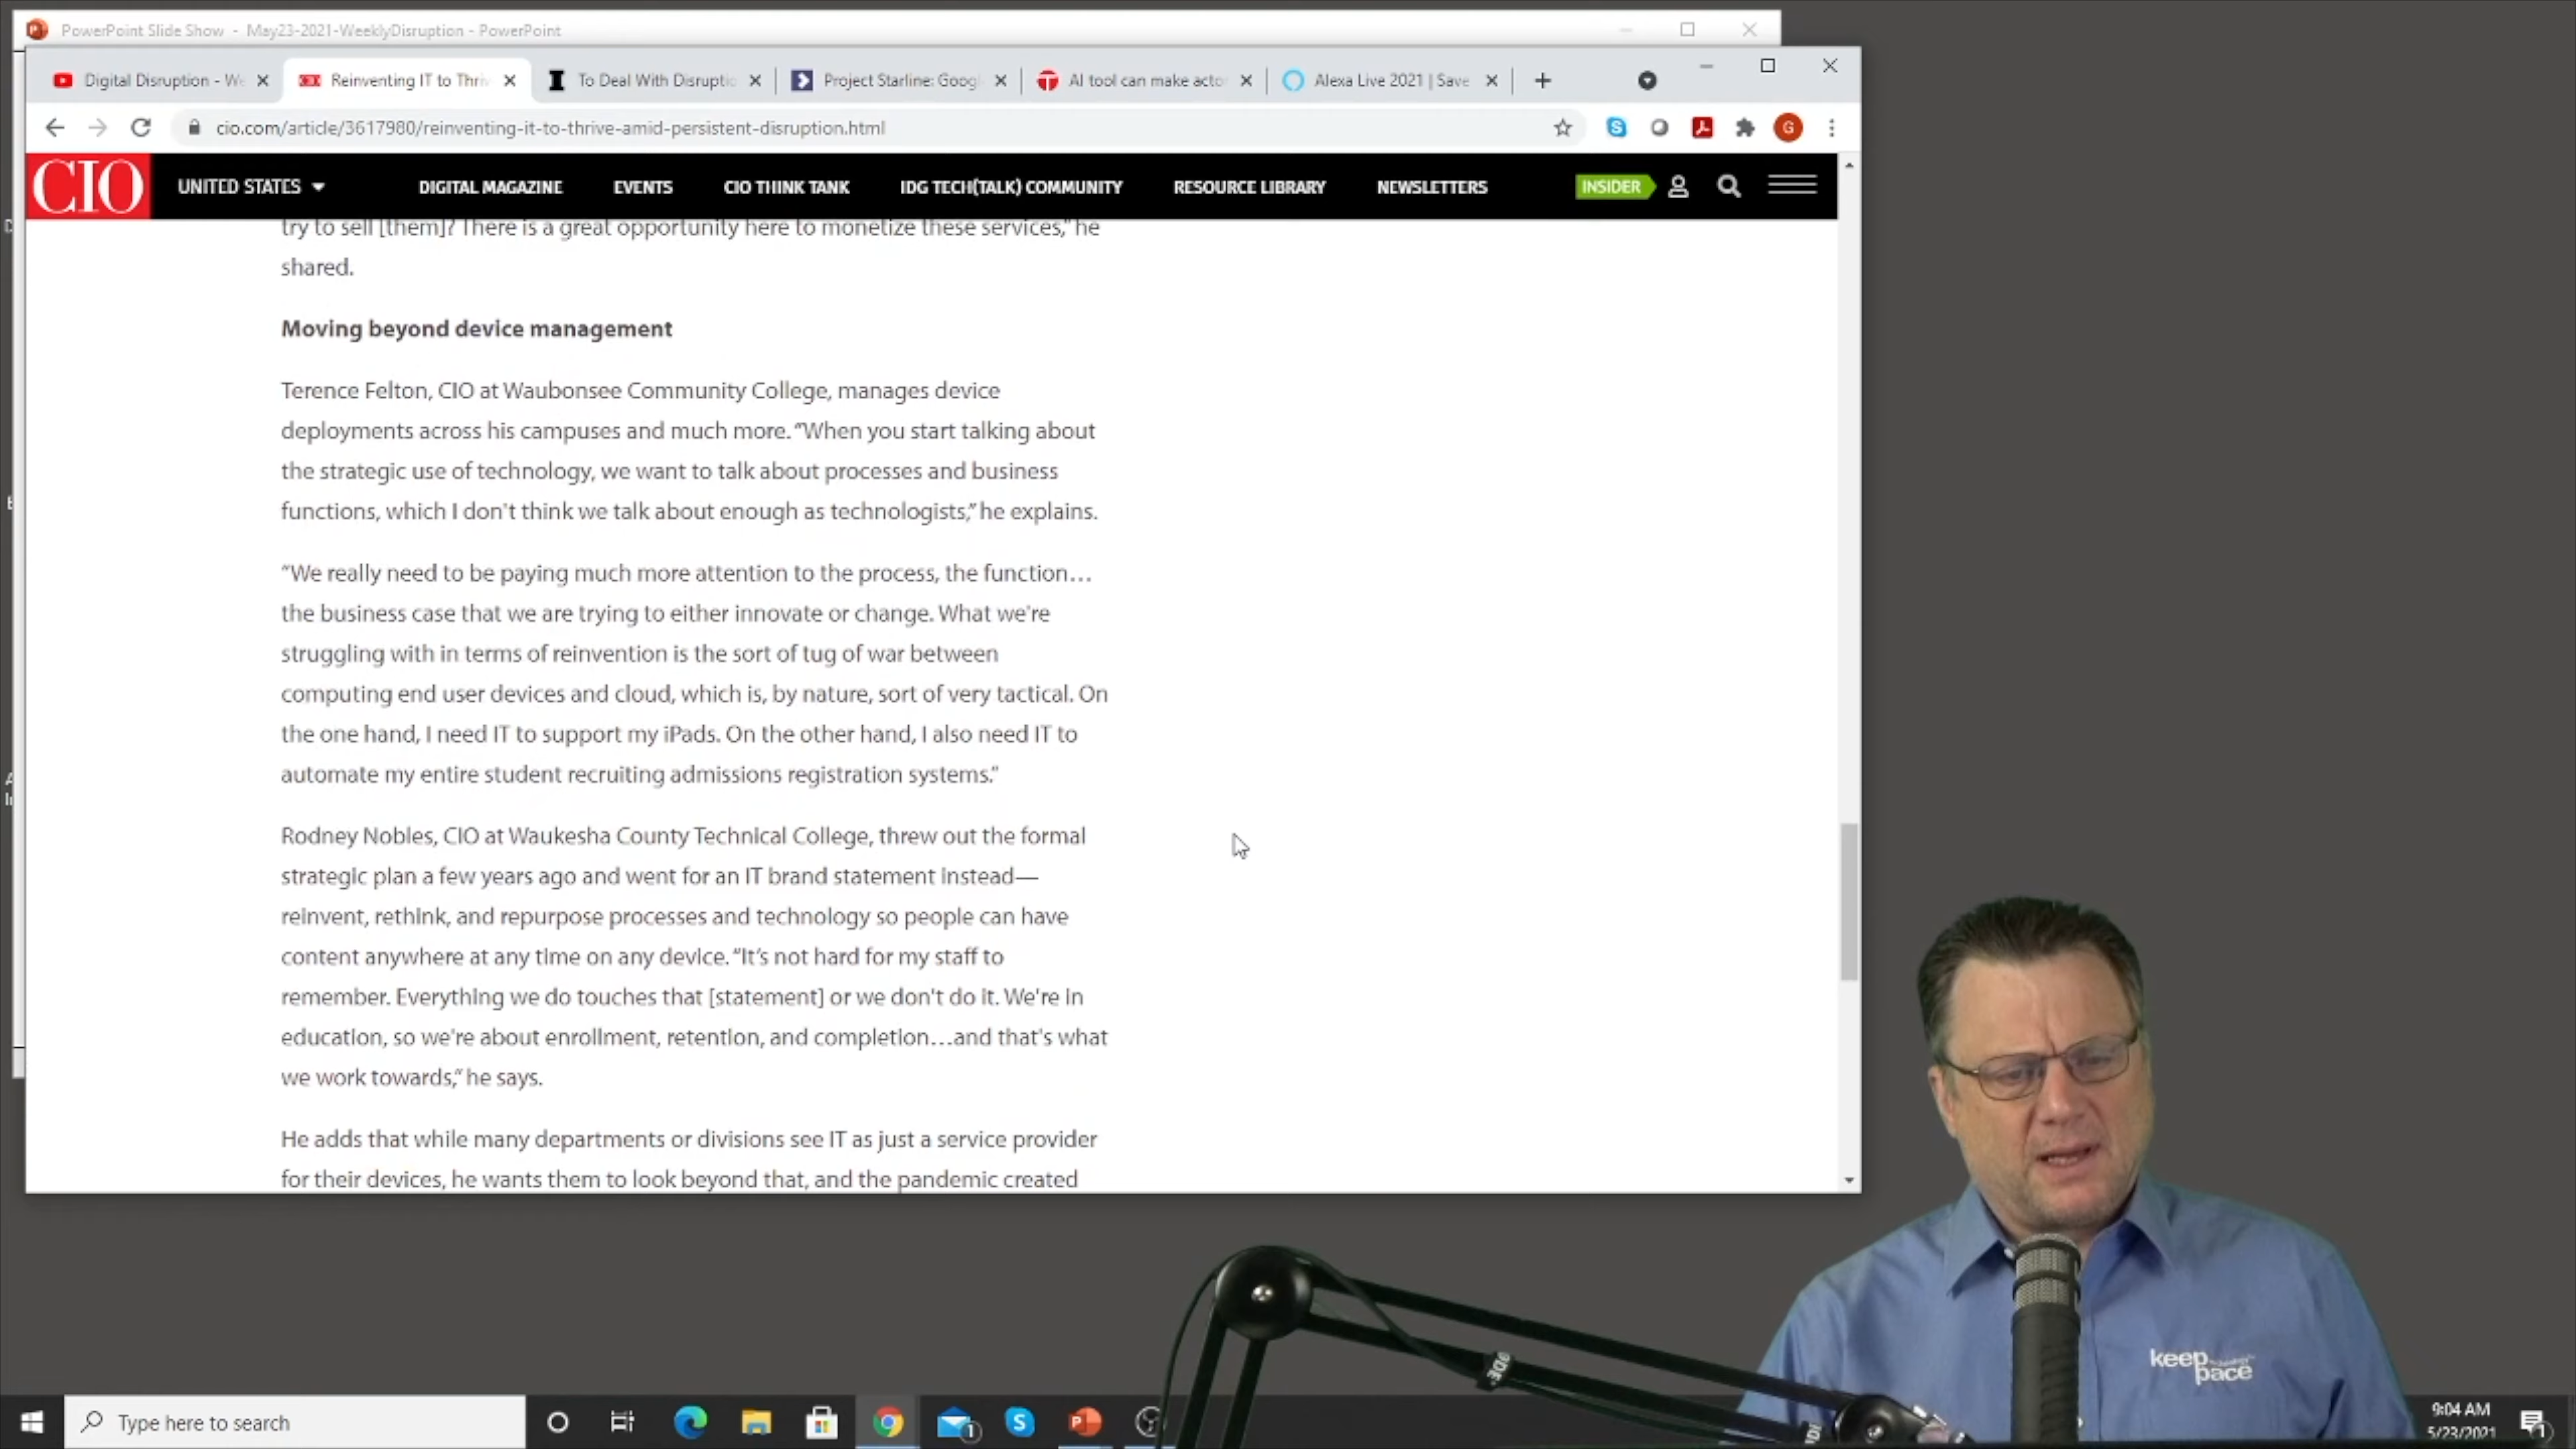 PowerPoint Slide Show - May23-2021-WeeklyDisruption - PowerPoint
Digital Disruption - We
Reinventing IT to Thriv
To Deal With Disruptio
Project Starline: Googl
AI tool can make actor
Alexa Live 2021 | Save
cio.com/article/3617980/reinventing-it-to-thrive-amid-persistent-disruption.html
G
CIO
UNITED STATES
DIGITAL MAGAZINE
EVENTS
CIO THINK TANK
IDG TECH(TALK) COMMUNITY
RESOURCE LIBRARY
NEWSLETTERS
INSIDER
try to sell [them]? There is a great opportunity here to monetize these services,” he
shared.
Moving beyond device management
Terence Felton, CIO at Waubonsee Community College, manages device
deployments across his campuses and much more. “When you start talking about
the strategic use of technology, we want to talk about processes and business
functions, which I don't think we talk about enough as technologists,” he explains.
“We really need to be paying much more attention to the process, the function…
the business case that we are trying to either innovate or change. What we're
struggling with in terms of reinvention is the sort of tug of war between
computing end user devices and cloud, which is, by nature, sort of very tactical. On
the one hand, I need IT to support my iPads. On the other hand, I also need IT to
automate my entire student recruiting admissions registration systems.”
Rodney Nobles, CIO at Waukesha County Technical College, threw out the formal
strategic plan a few years ago and went for an IT brand statement instead—
reinvent, rethink, and repurpose processes and technology so people can have
content anywhere at any time on any device. “It’s not hard for my staff to
remember. Everything we do touches that [statement] or we don't do it. We're in
education, so we're about enrollment, retention, and completion…and that's what
we work towards,” he says.
He adds that while many departments or divisions see IT as just a service provider
for their devices, he wants them to look beyond that, and the pandemic created
keep
pace
Type here to search
1
9:04 AM
5/23/2021
1